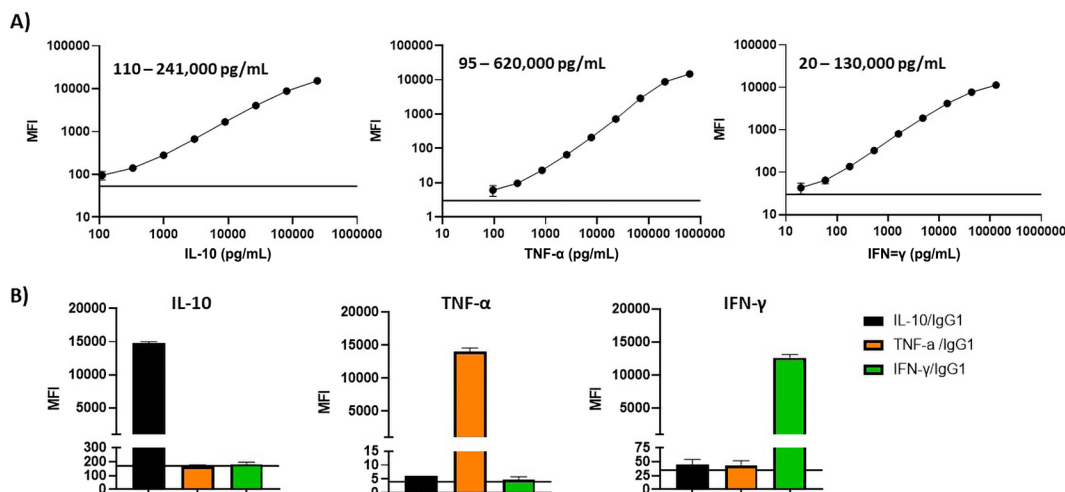 A)
100000
10000
1000
100
10
MFI
110 – 241,000 pg/mL
100 1000 10000 100000 1000000
IL-10 (pg/mL)
100000
10000
1000
100
10
1
MFI
95 – 620,000 pg/mL
10 100 1000 10000 100000 1000000
TNF-α (pg/mL)
100000
10000
1000
100
10
MFI
20 – 130,000 pg/mL
10 100 1000 10000 100000 1000000
IFN=γ (pg/mL)
B)
IL-10
20000
15000
10000
5000
300
200
100
0
MFI
TNF-α
20000
15000
10000
5000
15
10
5
0
MFI
IFN-γ
20000
15000
10000
5000
75
50
25
0
MFI
IL-10/IgG1
TNF-a /IgG1
IFN-γ/IgG1